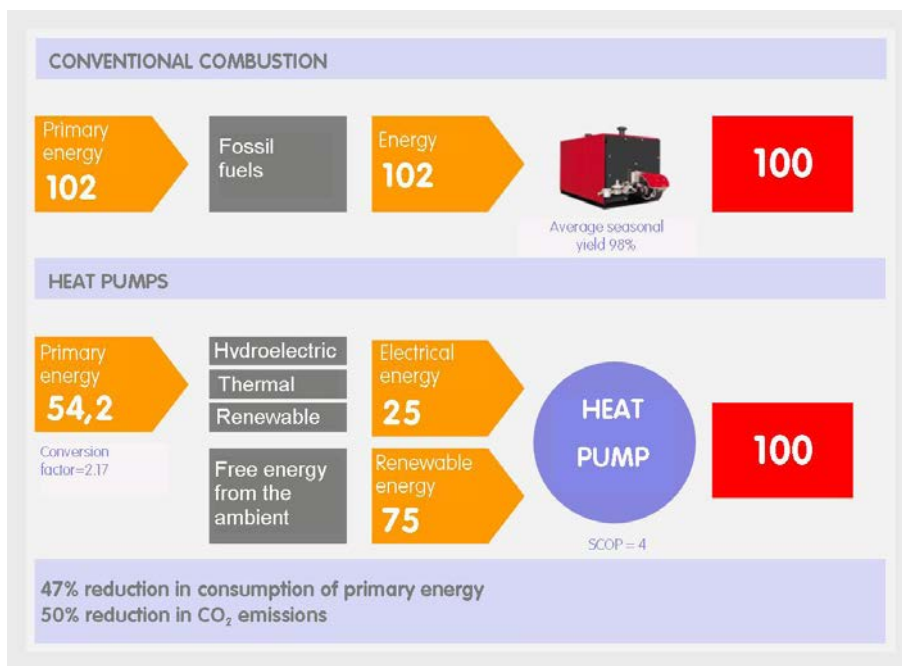 CONVENTIONAL COMBUSTION
Primary
energy
102
Fossil
fuels
Energy
102
Average seasonal
yield 98%
100
HEAT PUMPS
Primary
energy
54,2
Conversion
factor=2.17
Hvdroelectric
Thermal
Renewable
Free energy
from the
ambient
Electrical
energy
25
Renewable
energy
75
HEAT
PUMP
SCOP = 4
100
47% reduction in consumption of primary energy
50% reduction in CO₂ emissions